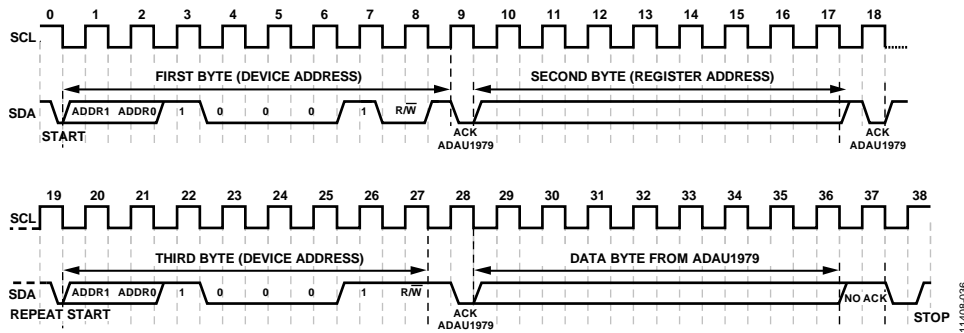 0 1 2 3 4 5 6 7 8 9 10 11 12 13 14 15 16 17 18
SCL
FIRST BYTE (DEVICE ADDRESS) SECOND BYTE (REGISTER ADDRESS)
SDA ADDR1 ADDR0 1 0 0 0 1 R/W̅
START ACK ADAU1979 ACK ADAU1979
19 20 21 22 23 24 25 26 27 28 29 30 31 32 33 34 35 36 37 38
SCL
THIRD BYTE (DEVICE ADDRESS) DATA BYTE FROM ADAU1979
SDA ADDR1 ADDR0 1 0 0 0 1 R/W̅ NO ACK
REPEAT START ACK ADAU1979 STOP
11408-026